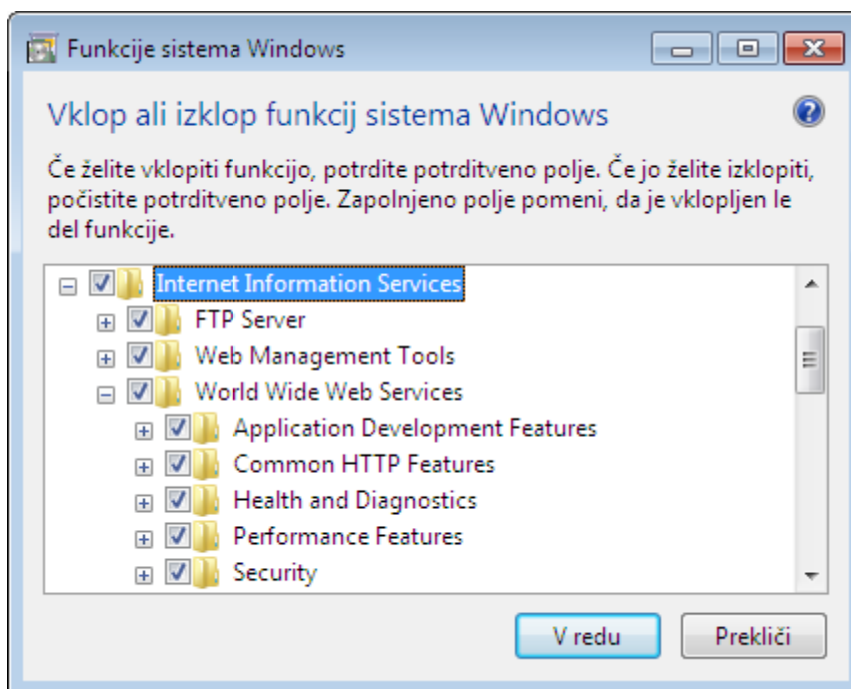 Funkcije sistema Windows
Vklop ali izklop funkcij sistema Windows
Če želite vklopiti funkcijo, potrdite potrditveno polje. Če jo želite izklopiti,
počistite potrditveno polje. Zapolnjeno polje pomeni, da je vklopljen le
del funkcije.
Internet Information Services
FTP Server
Web Management Tools
World Wide Web Services
Application Development Features
Common HTTP Features
Health and Diagnostics
Performance Features
Security
V redu
Prekliči